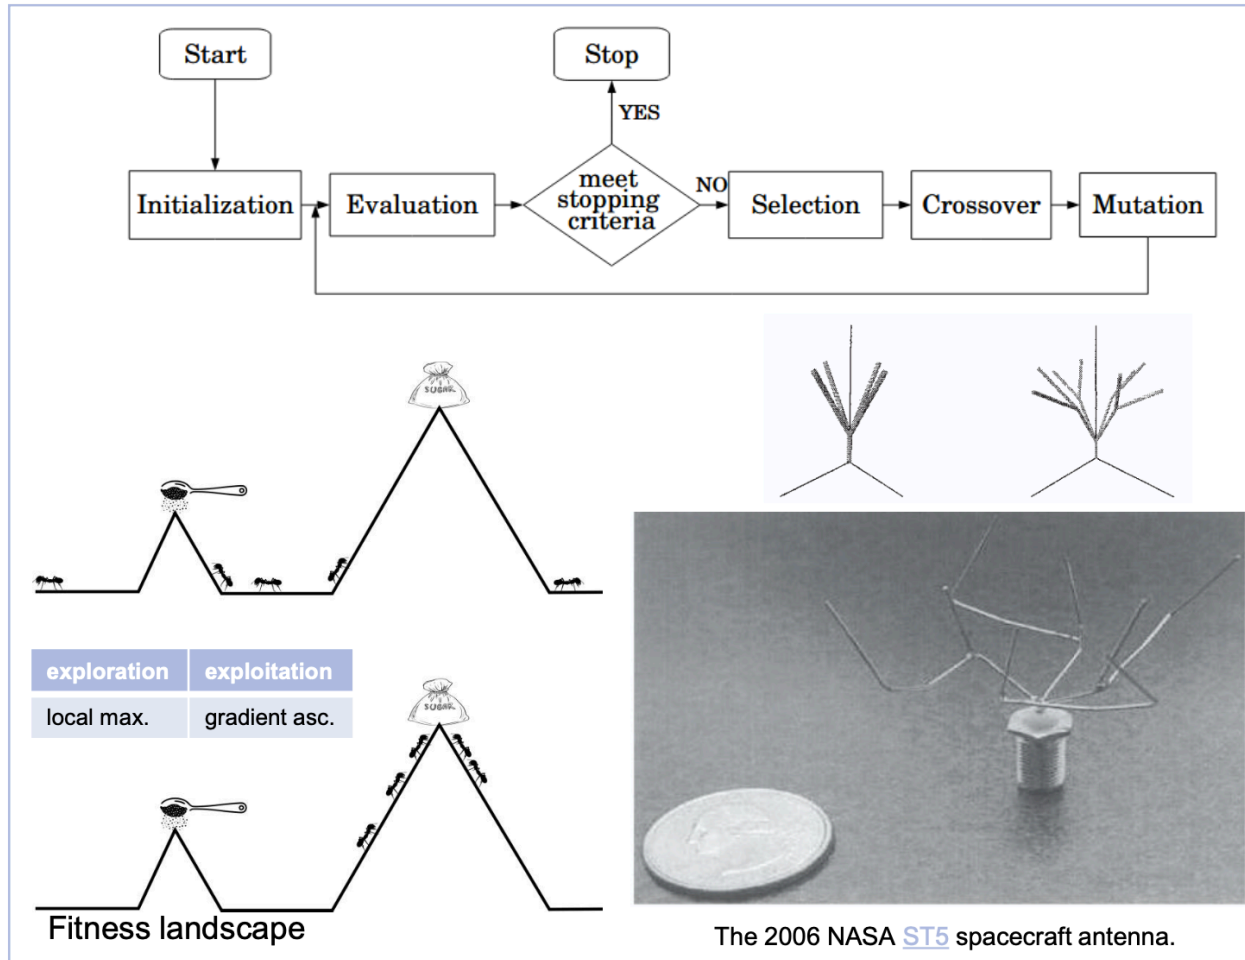 Start
Stop
YES
Initialization
Evaluation
meet
stopping
criteria
NO
Selection
Crossover
Mutation
SUGAR
exploration exploitation
local max. gradient asc.
SUGAR
Fitness landscape
The 2006 NASA ST5 spacecraft antenna.